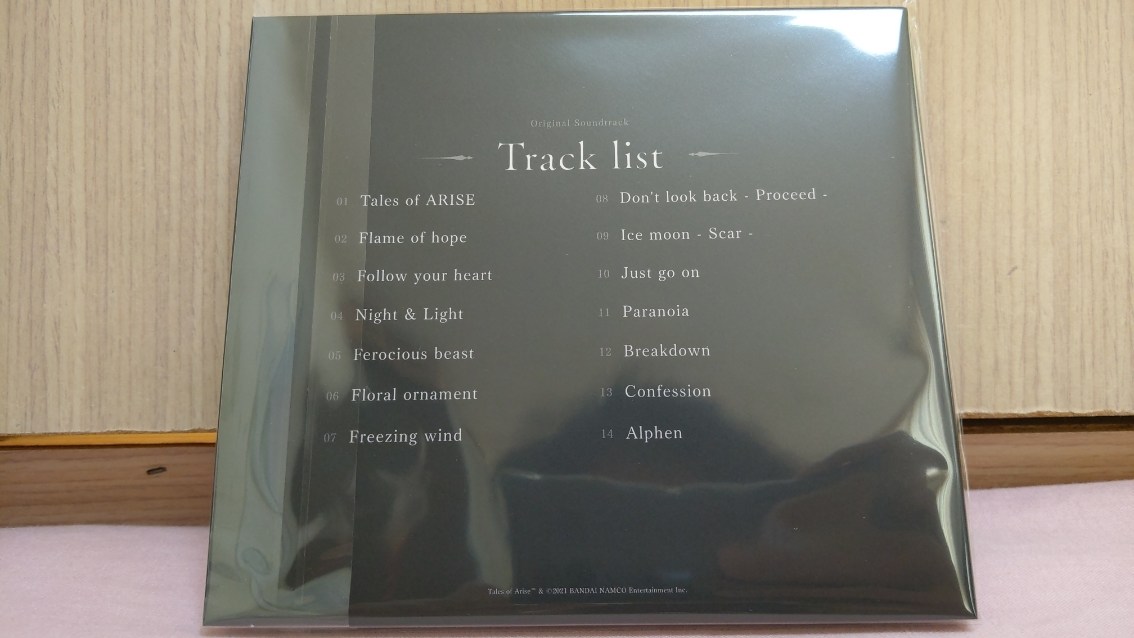 Original Soundtrack
Track list
01 Tales of ARISE
02 Flame of hope
03 Follow your heart
04 Night & Light
05 Ferocious beast
06 Floral ornament
07 Freezing wind
08 Don't look back - Proceed -
09 Ice moon - Scar -
10 Just go on
11 Paranoia
12 Breakdown
13 Confession
14 Alphen
Tales of Arise™ & ©2021 BANDAI NAMCO Entertainment Inc.